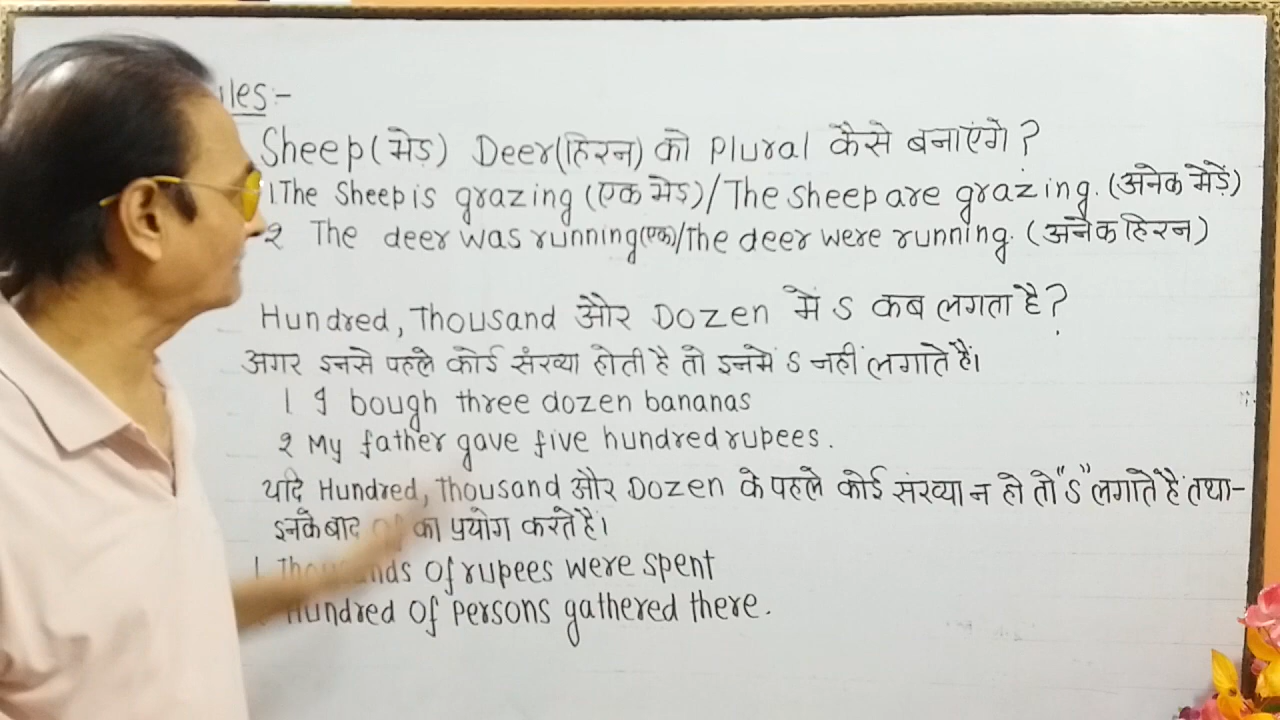 les:-
Sheep(भेड़) Deer(हिरन) को Plural कैसे बनाएंगे?
1.The Sheep is grazing (एक भेड़)/The sheep are grazing. (अनेक भेड़ें)
2 The deer was running(एक)/The deer were running. (अनेक हिरन)
Hundred, Thousand और Dozen में S कब लगता है?
अगर इनसे पहले कोई संख्या होती है तो इनमें S नहीं लगाते हैं।
1 I bough three dozen bananas
2 My father gave five hundred rupees.
यदि Hundred, Thousand और Dozen के पहले कोई संख्या न हो तो "S" लगाते हैं तथा-
इनके बाद of का प्रयोग करते है।
1 Thousands of rupees were spent
Hundred of Persons gathered there.